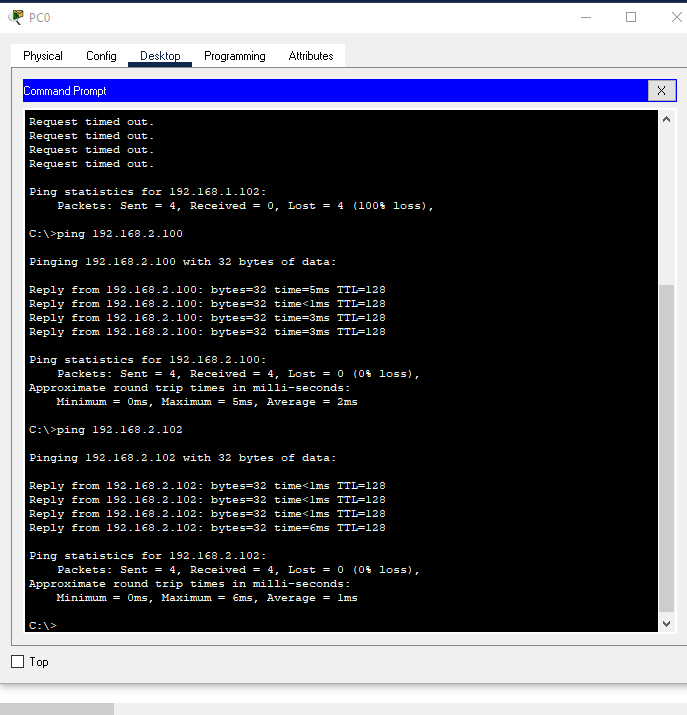 PC0
Physical Config Desktop Programming Attributes
Command Prompt X
Request timed out.
Request timed out.
Request timed out.
Request timed out.
Ping statistics for 192.168.1.102:
Packets: Sent = 4, Received = 0, Lost = 4 (100% loss),
C:\>ping 192.168.2.100
Pinging 192.168.2.100 with 32 bytes of data:
Reply from 192.168.2.100: bytes=32 time=5ms TTL=128
Reply from 192.168.2.100: bytes=32 time<1ms TTL=128
Reply from 192.168.2.100: bytes=32 time=3ms TTL=128
Reply from 192.168.2.100: bytes=32 time=3ms TTL=128
Ping statistics for 192.168.2.100:
Packets: Sent = 4, Received = 4, Lost = 0 (0% loss),
Approximate round trip times in milli-seconds:
Minimum = 0ms, Maximum = 5ms, Average = 2ms
C:\>ping 192.168.2.102
Pinging 192.168.2.102 with 32 bytes of data:
Reply from 192.168.2.102: bytes=32 time<1ms TTL=128
Reply from 192.168.2.102: bytes=32 time<1ms TTL=128
Reply from 192.168.2.102: bytes=32 time<1ms TTL=128
Reply from 192.168.2.102: bytes=32 time=6ms TTL=128
Ping statistics for 192.168.2.102:
Packets: Sent = 4, Received = 4, Lost = 0 (0% loss),
Approximate round trip times in milli-seconds:
Minimum = 0ms, Maximum = 6ms, Average = 1ms
C:\>
Top